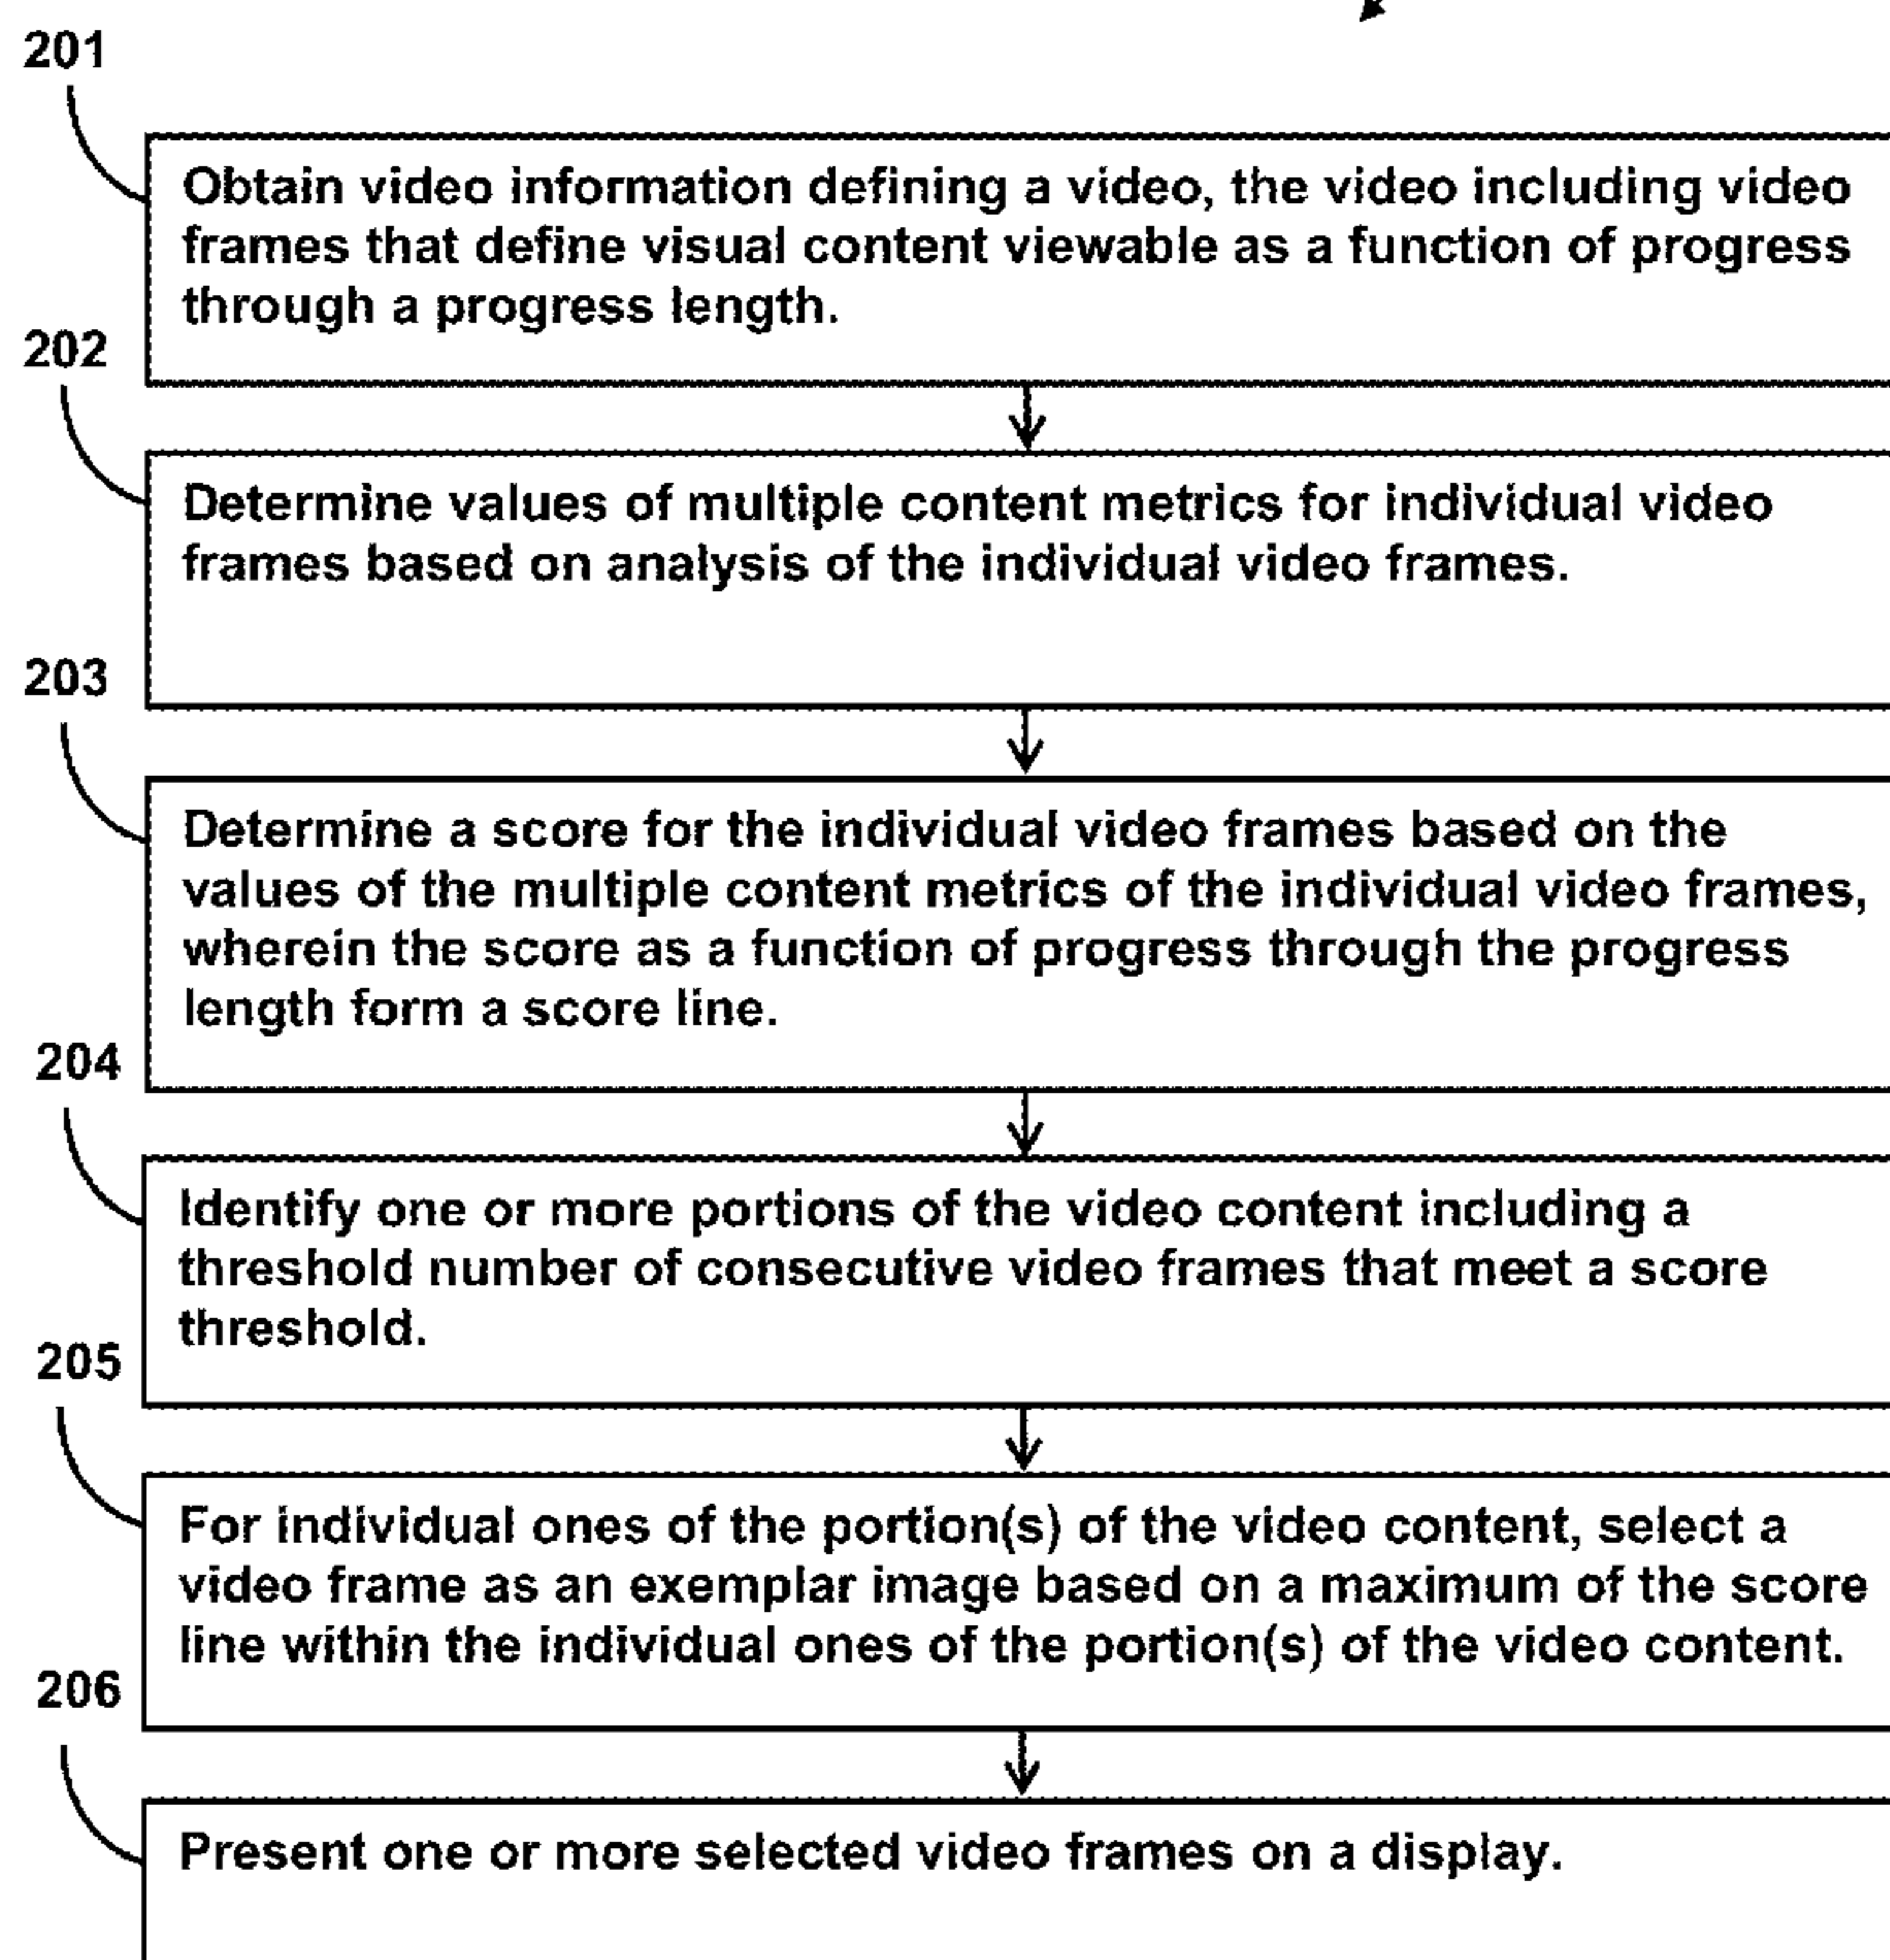 201
Obtain video information defining a video, the video including video
frames that define visual content viewable as a function of progress
through a progress length.
202
Determine values of multiple content metrics for individual video
frames based on analysis of the individual video frames.
203
Determine a score for the individual video frames based on the
values of the multiple content metrics of the individual video frames,
wherein the score as a function of progress through the progress
length form a score line.
204
Identify one or more portions of the video content including a
threshold number of consecutive video frames that meet a score
threshold.
205
For individual ones of the portion(s) of the video content, select a
video frame as an exemplar image based on a maximum of the score
line within the individual ones of the portion(s) of the video content.
206
Present one or more selected video frames on a display.